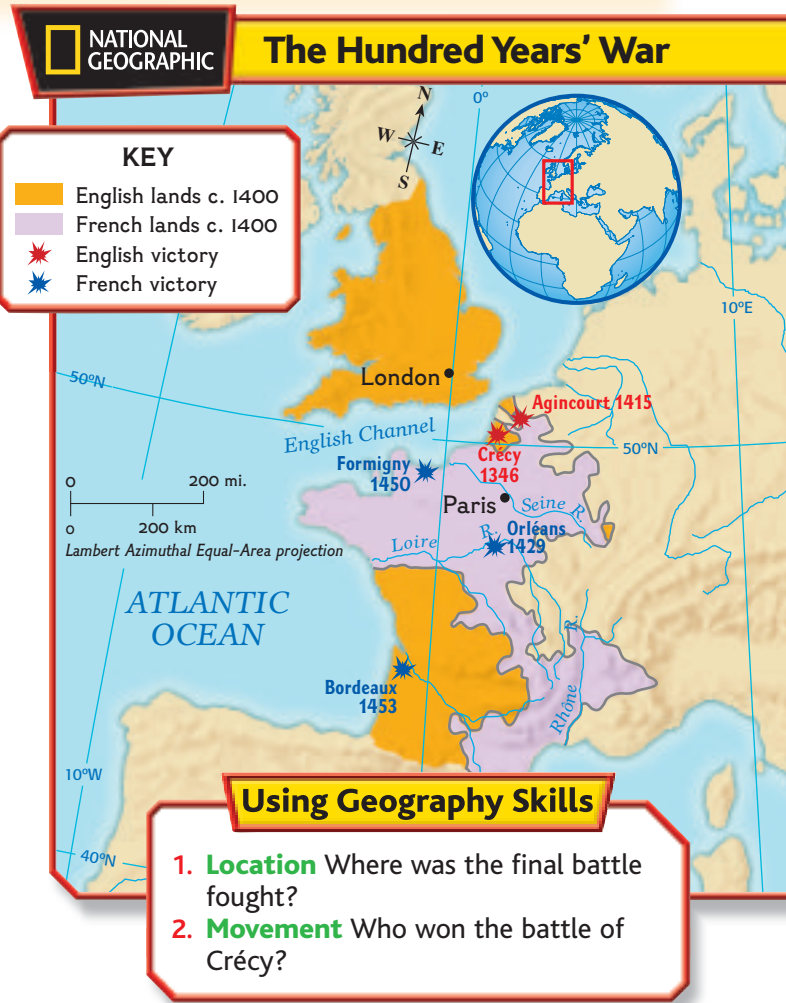 NATIONAL
GEOGRAPHIC
The Hundred Years’ War
KEY
English lands c. 1400
French lands c. 1400
English victory
French victory
N
W
E
S
0°
10°E
50°N
London
Agincourt 1415
English Channel
50°N
Crécy
1346
Formigny
1450
0
200 mi.
0
200 km
Lambert Azimuthal Equal-Area projection
Paris
Seine R.
Loire
R.
Orléans
1429
ATLANTIC
OCEAN
Bordeaux
1453
Rhône
R.
10°W
40°N
Using Geography Skills
1. Location Where was the final battle
fought?
2. Movement Who won the battle of
Crécy?